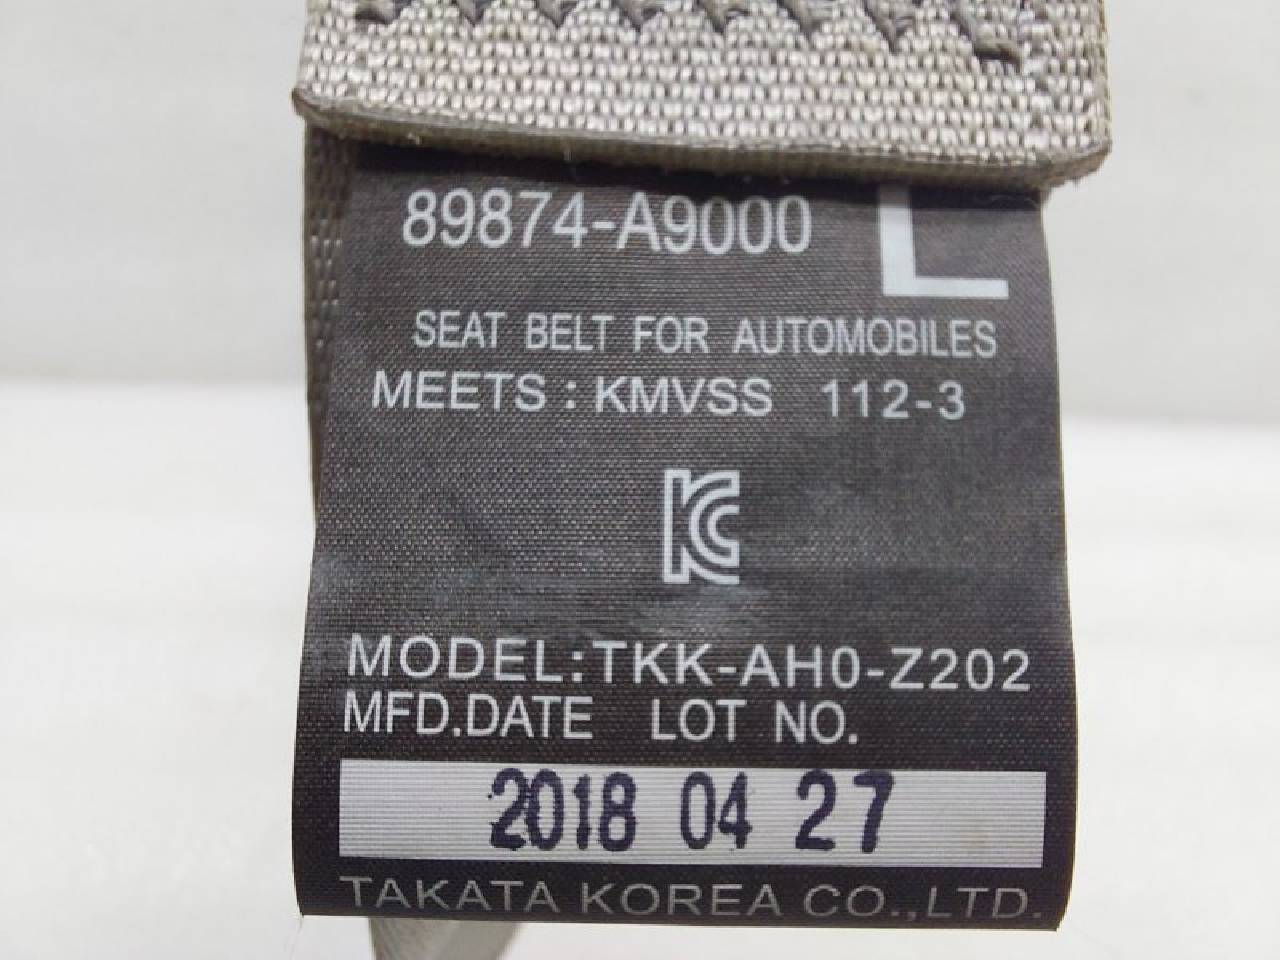 89874-A9000 L
SEAT BELT FOR AUTOMOBILES
MEETS : KMVSS 112-3
KC
MODEL:TKK-AH0-Z202
MFD.DATE LOT NO.
2018 04 27
TAKATA KOREA CO.,LTD.